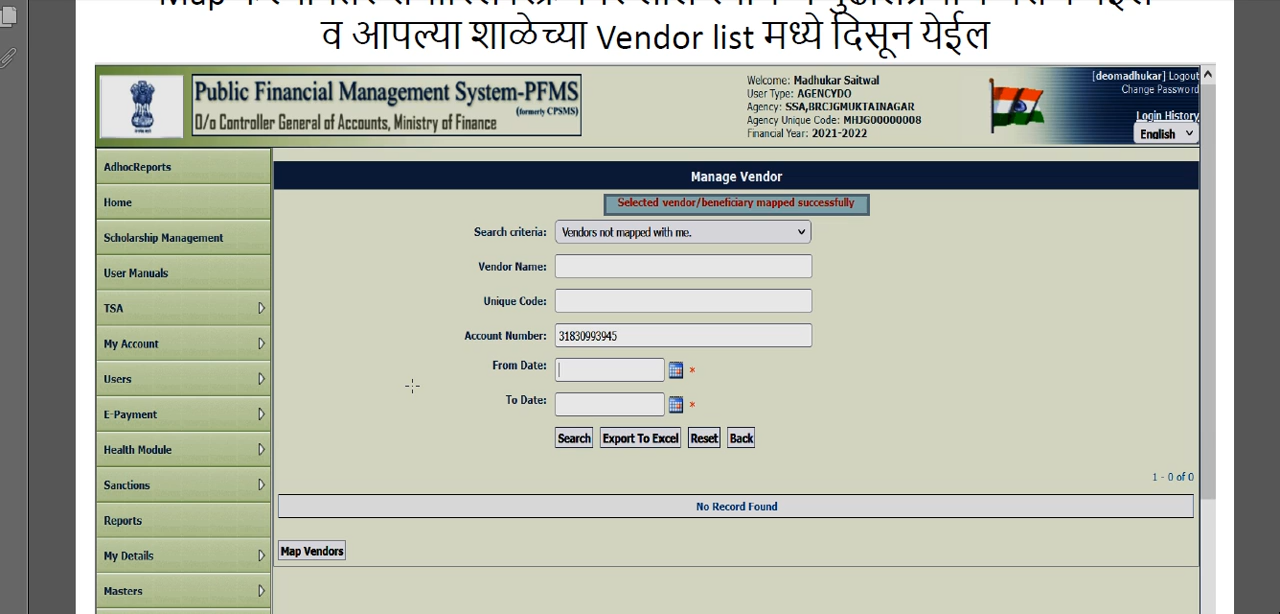 व आपल्या शाळेच्या Vendor list मध्ये दिसून येईल
Public Financial Management System-PFMS
(formerly CPSMS)
O/o Controller General of Accounts, Ministry of Finance
Welcome: Madhukar Saitwal
User Type: AGENCYDO
Agency: SSA,BRCJGMUKTAINAGAR
Agency Unique Code: MHJG00000008
Financial Year: 2021-2022
[deomadhukar] Logout
Change Password
Login History
English
AdhocReports
Home
Scholarship Management
User Manuals
TSA
My Account
Users
E-Payment
Health Module
Sanctions
Reports
My Details
Masters
Manage Vendor
Selected vendor/beneficiary mapped successfully
Search criteria: Vendors not mapped with me.
Vendor Name:
Unique Code:
Account Number: 31830993945
From Date: *
To Date: *
Search Export To Excel Reset Back
1 - 0 of 0
No Record Found
Map Vendors